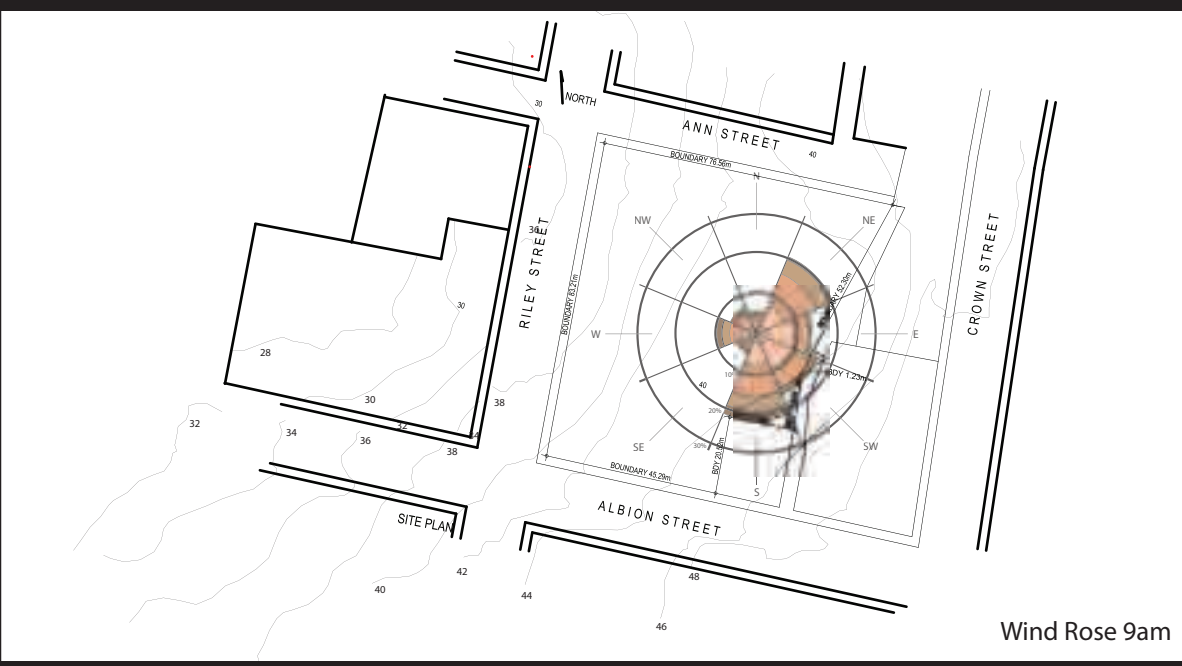 30
NORTH
ANN STREET
40
BOUNDARY 76.56m
N
NW
NE
36
RILEY STREET
BOUNDARY 83.21m
CROWN STREET
30
W
E
28
BDY 1.23m
10%
40
30
38
20%
32
34
32
36
38
SE
30%
SW
BOUNDARY 45.29m
S
ALBION STREET
SITE PLAN
42
48
40
44
46
Wind Rose 9am